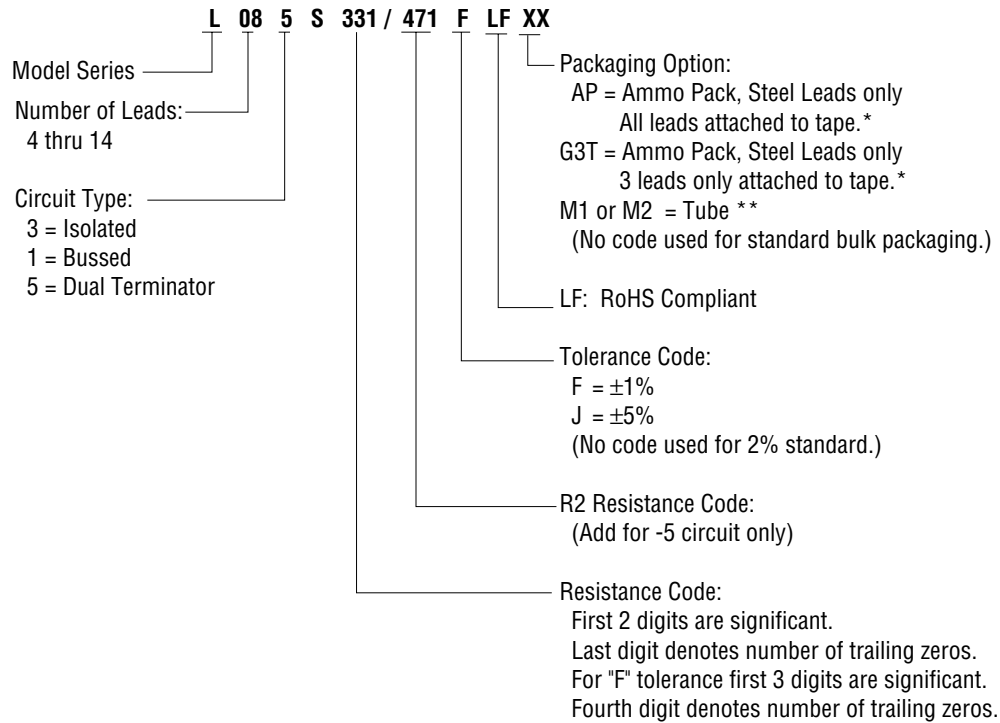 L 08 5 S 331 / 471 F LF XX
Model Series
Number of Leads:
4 thru 14
Circuit Type:
3 = Isolated
1 = Bussed
5 = Dual Terminator
Packaging Option:
AP = Ammo Pack, Steel Leads only
All leads attached to tape.*
G3T = Ammo Pack, Steel Leads only
3 leads only attached to tape.*
M1 or M2 = Tube **
(No code used for standard bulk packaging.)
LF: RoHS Compliant
Tolerance Code:
F = ±1%
J = ±5%
(No code used for 2% standard.)
R2 Resistance Code:
(Add for -5 circuit only)
Resistance Code:
First 2 digits are significant.
Last digit denotes number of trailing zeros.
For "F" tolerance first 3 digits are significant.
Fourth digit denotes number of trailing zeros.